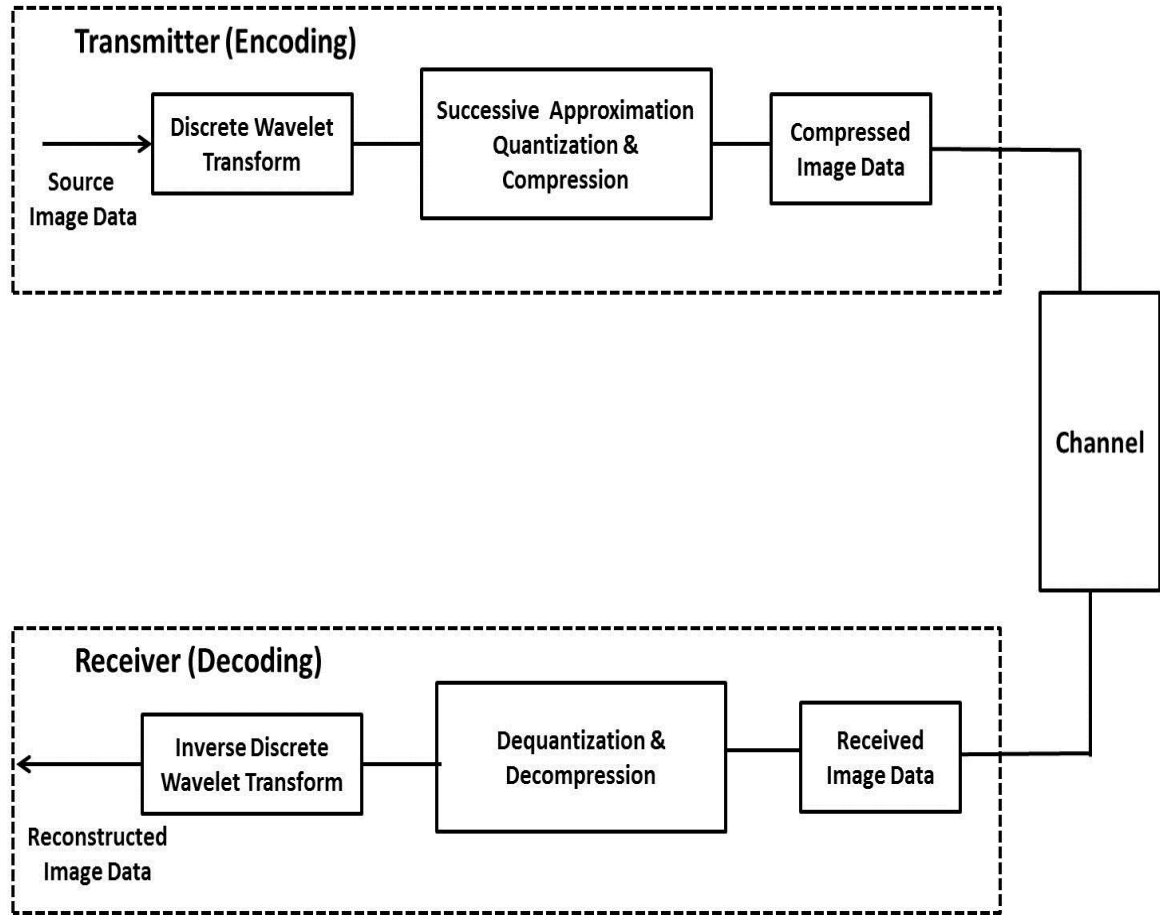 Transmitter (Encoding)
Source
Image Data
Discrete Wavelet
Transform
Successive Approximation
Quantization &
Compression
Compressed
Image Data
Channel
Receiver (Decoding)
Received
Image Data
Dequantization &
Decompression
Inverse Discrete
Wavelet Transform
Reconstructed
Image Data